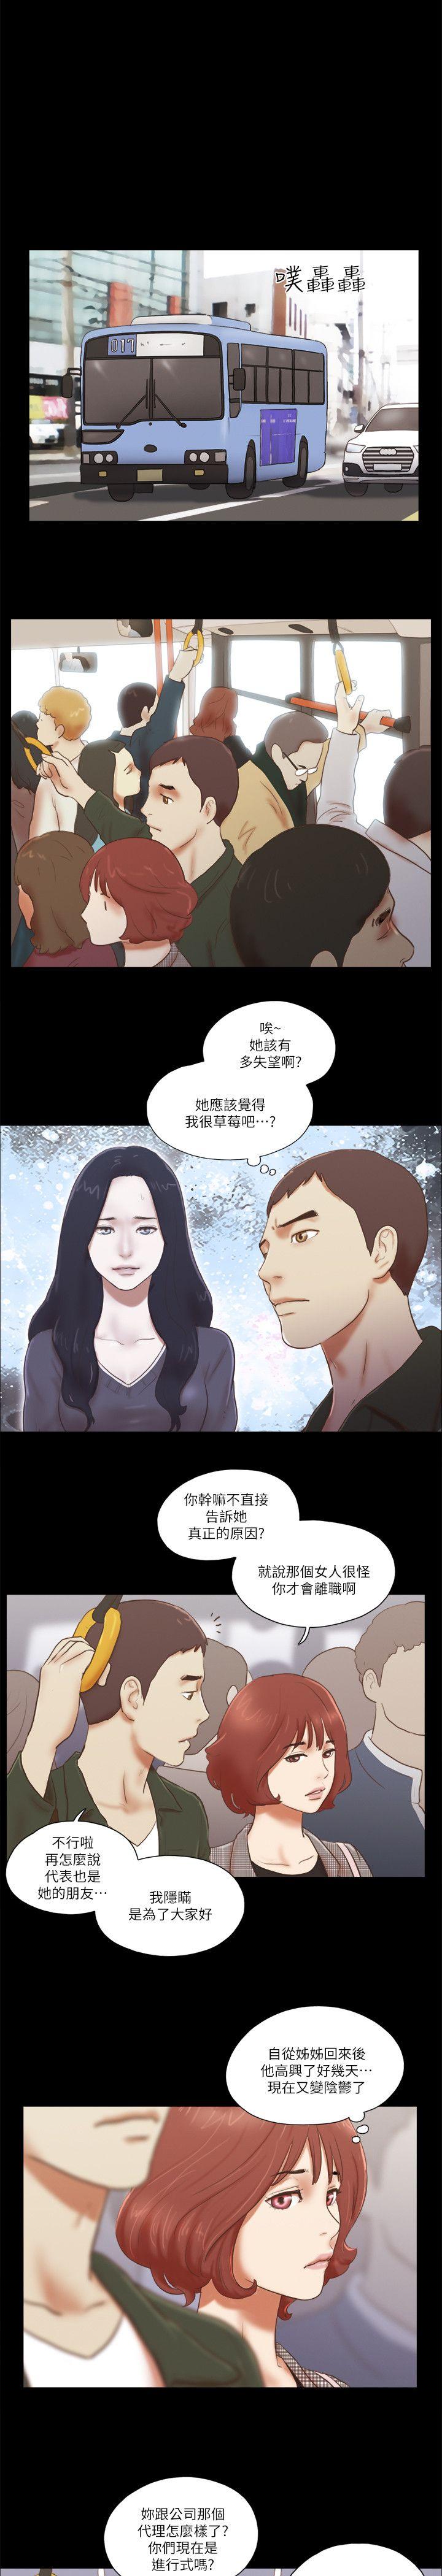 噗轟轟
017
唉~
她該有
多失望啊?
她應該覺得
我很草莓吧…?
你幹嘛不直接
告訴她
真正的原因?
就說那個女人很怪
你才會離職啊
不行啦
再怎麼說
代表也是
她的朋友…
我隱瞞
是為了大家好
自從姊姊回來後
他高興了好幾天…
現在又變陰鬱了
妳跟公司那個
代理怎麼樣了?
你們現在是
進行式嗎?